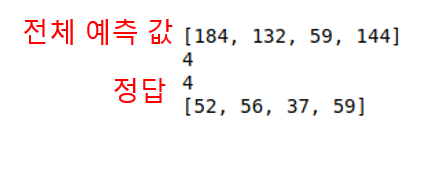 전체 예측 값 [184, 132, 59, 144]
4
정답 4
[52, 56, 37, 59]